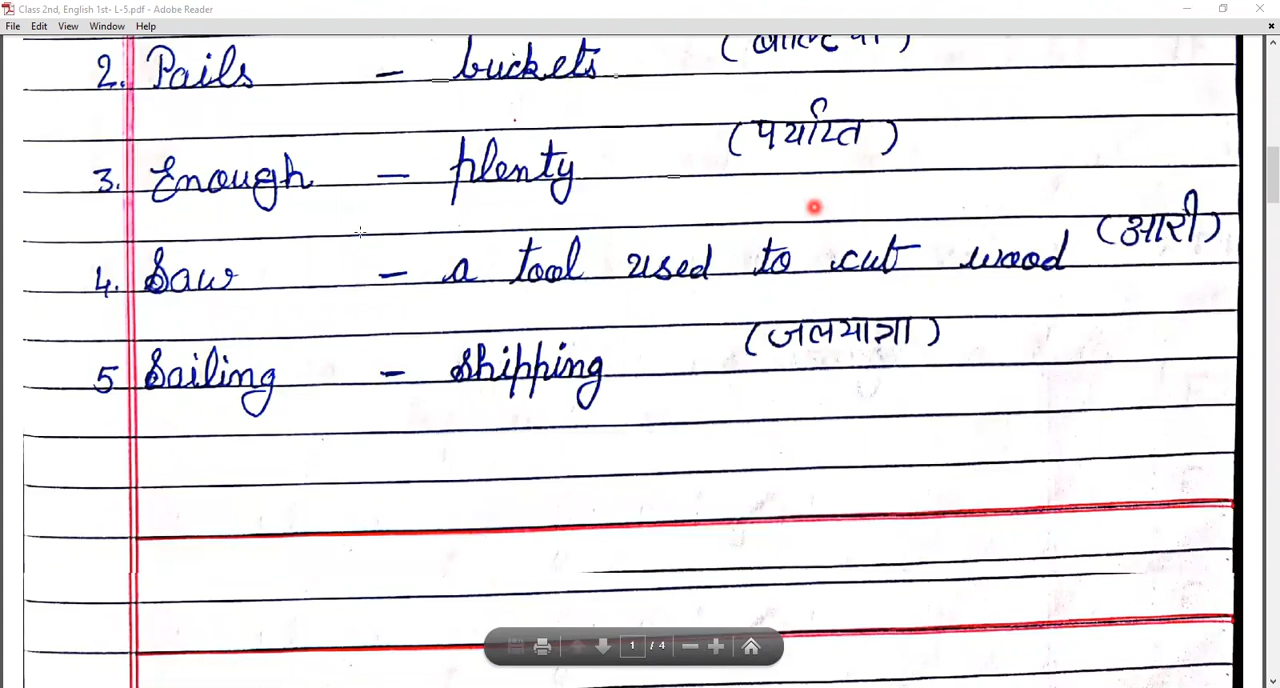 Class 2nd, English 1st- L-5.pdf - Adobe Reader
File Edit View Window Help
2. Pails – buckets
3. Enough – plenty (पर्याप्त)
4. Saw – a tool used to cut wood (आरी)
5 Sailing – shipping (जलयात्रा)
1 / 4